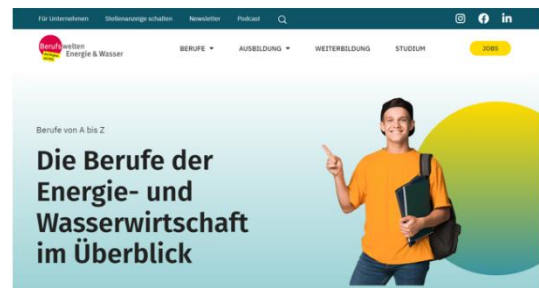 Für Unternehmen Stellenanzeige schalten Newsletter Podcast
Berufswelten
Energie & Wasser
BERUFE AUSBILDUNG WEITERBILDUNG STUDIUM JOBS
Berufe von A bis Z
Die Berufe der
Energie- und
Wasserwirtschaft
im Überblick